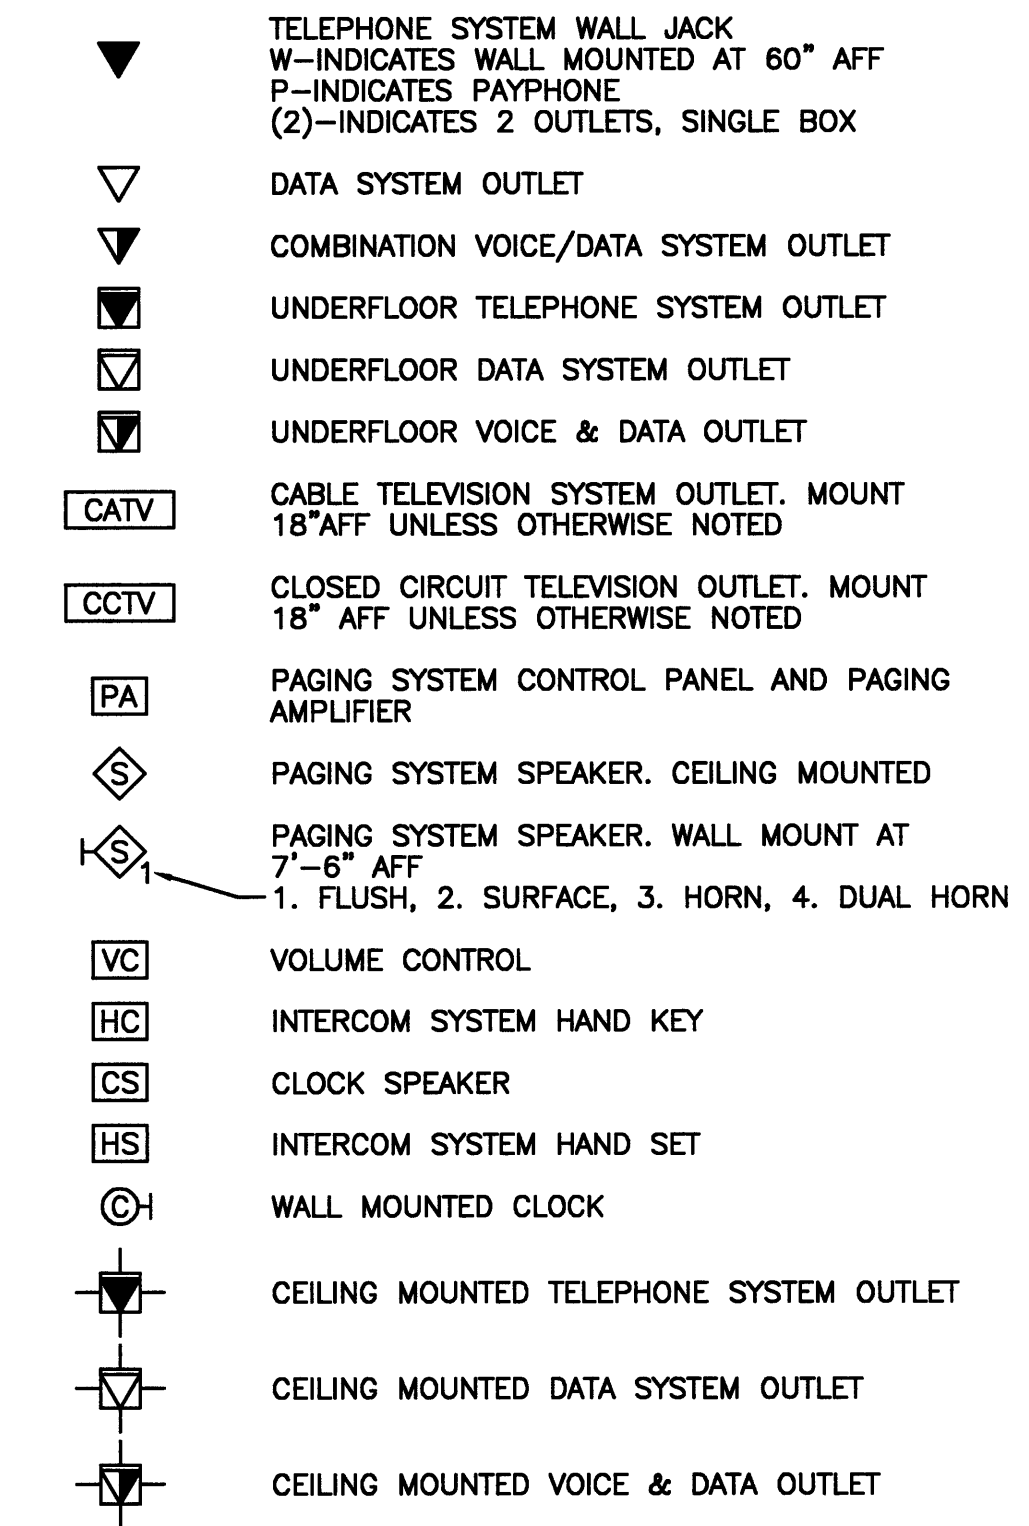 TELEPHONE SYSTEM WALL JACK
W-INDICATES WALL MOUNTED AT 60" AFF
P-INDICATES PAYPHONE
(2)-INDICATES 2 OUTLETS, SINGLE BOX
DATA SYSTEM OUTLET
COMBINATION VOICE/DATA SYSTEM OUTLET
UNDERFLOOR TELEPHONE SYSTEM OUTLET
UNDERFLOOR DATA SYSTEM OUTLET
UNDERFLOOR VOICE & DATA OUTLET
CATV CABLE TELEVISION SYSTEM OUTLET. MOUNT
18"AFF UNLESS OTHERWISE NOTED
CCTV CLOSED CIRCUIT TELEVISION OUTLET. MOUNT
18" AFF UNLESS OTHERWISE NOTED
PA PAGING SYSTEM CONTROL PANEL AND PAGING
AMPLIFIER
S PAGING SYSTEM SPEAKER. CEILING MOUNTED
S 1 PAGING SYSTEM SPEAKER. WALL MOUNT AT
7'-6" AFF
1. FLUSH, 2. SURFACE, 3. HORN, 4. DUAL HORN
VC VOLUME CONTROL
HC INTERCOM SYSTEM HAND KEY
CS CLOCK SPEAKER
HS INTERCOM SYSTEM HAND SET
C WALL MOUNTED CLOCK
CEILING MOUNTED TELEPHONE SYSTEM OUTLET
CEILING MOUNTED DATA SYSTEM OUTLET
CEILING MOUNTED VOICE & DATA OUTLET